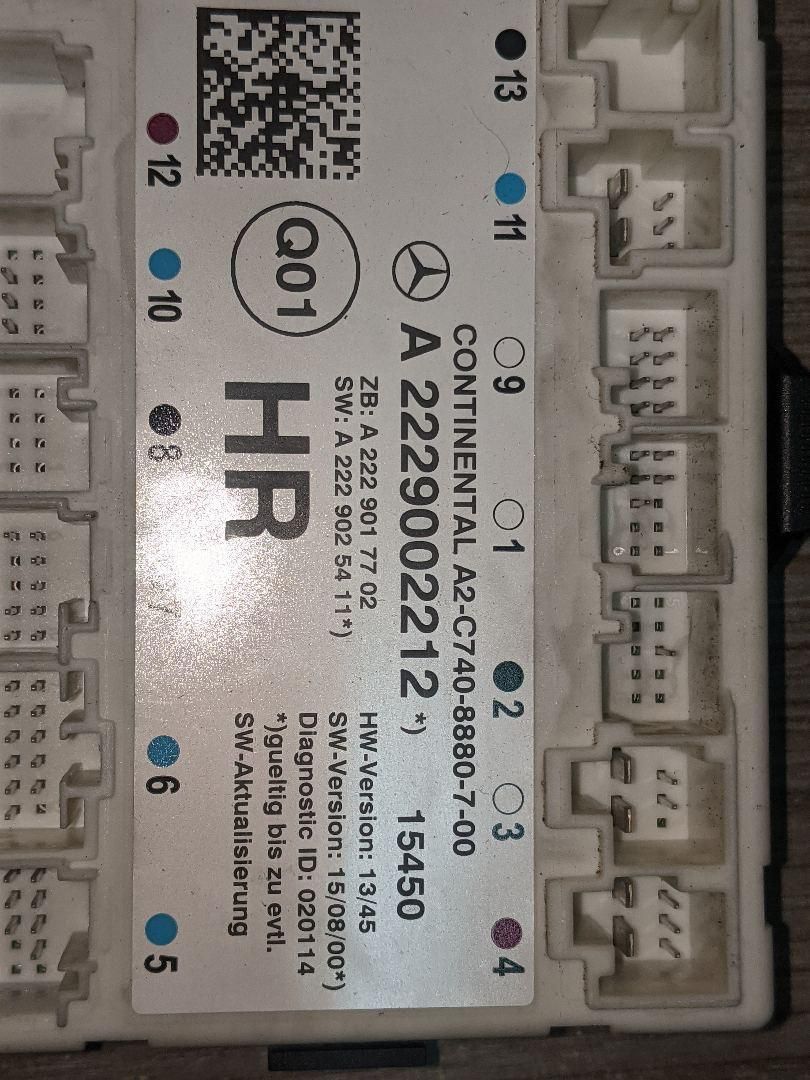 13 11 9 1 2 3 4
CONTINENTAL A2-C740-8880-7-00
A 2229002212 *) 15450
ZB: A 222 901 77 02
SW: A 222 902 54 11*)
HW-Version: 13/45
SW-Version: 15/08/00*)
Diagnostic ID: 020114
*)gueltig bis zu evtl.
SW-Aktualisierung
Q01
HR
12 10 8 7 6 5